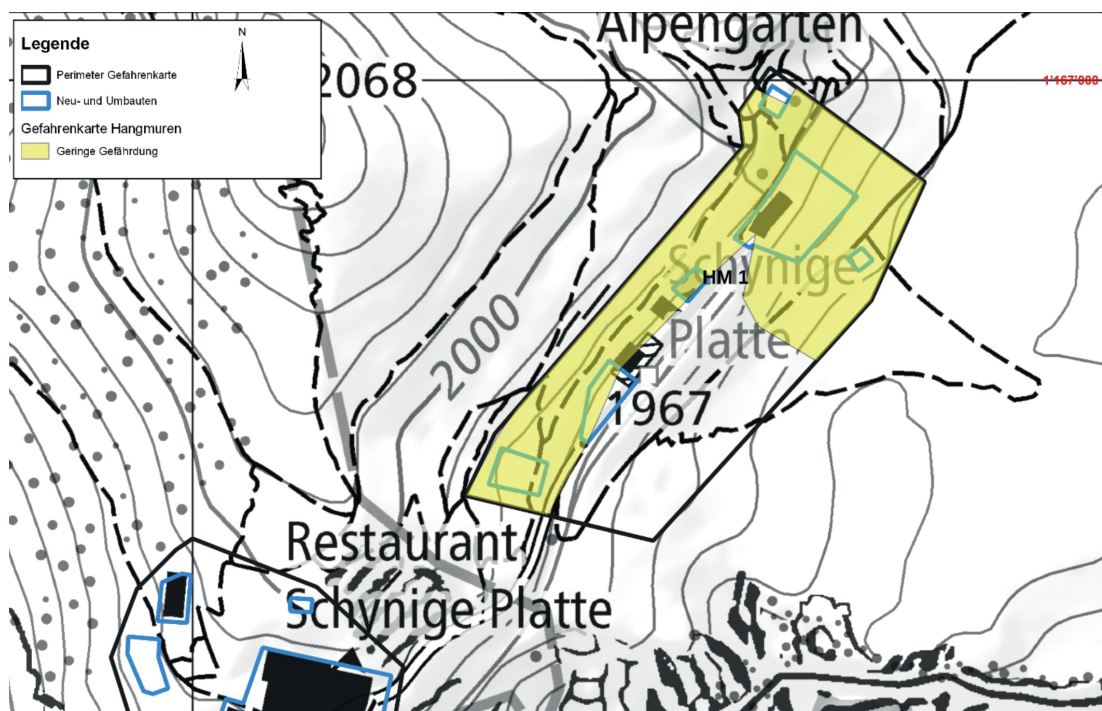 Legende
N
Perimeter Gefahrenkarte
Neu- und Umbauten
Gefahrenkarte Hangmuren
Geringe Gefährdung
Alpengarten
2068
1'167'000
Schynige
HM 1
Platte
2000
1967
Restaurant
Schynige Platte